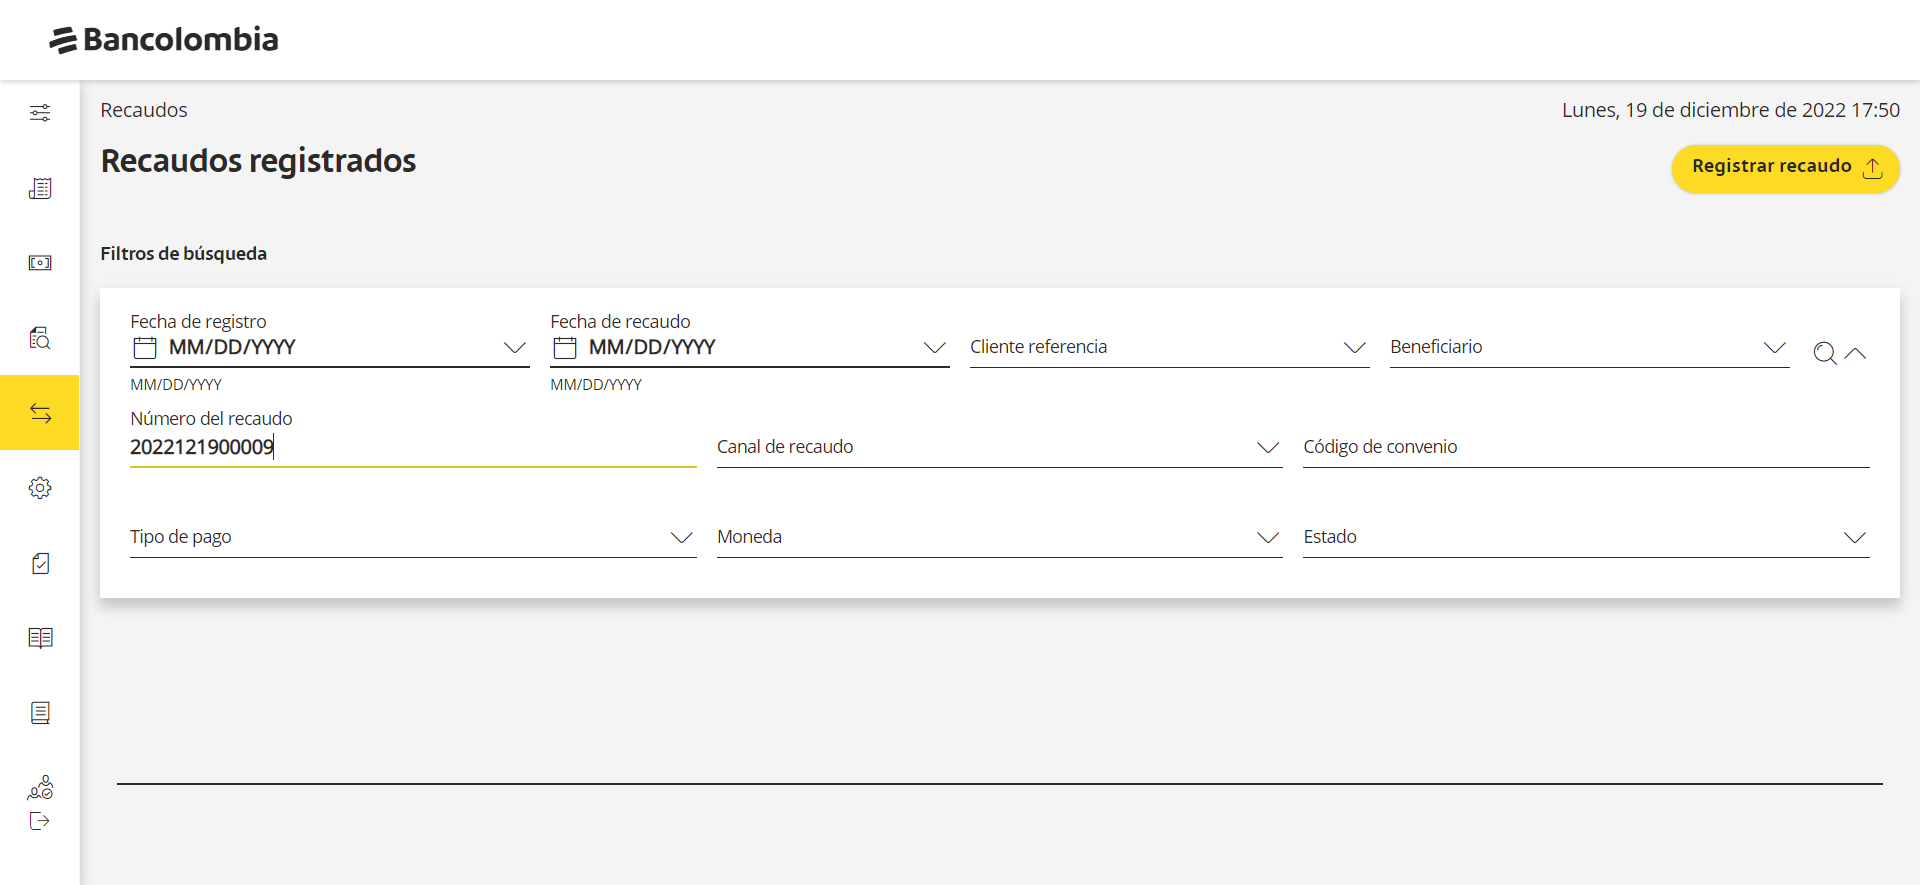 Bancolombia
Recaudos
Lunes, 19 de diciembre de 2022 17:50
Recaudos registrados
Registrar recaudo
Filtros de búsqueda
Fecha de registro
MM/DD/YYYY
MM/DD/YYYY
Fecha de recaudo
MM/DD/YYYY
MM/DD/YYYY
Cliente referencia
Beneficiario
Número del recaudo
2022121900009
Canal de recaudo
Código de convenio
Tipo de pago
Moneda
Estado